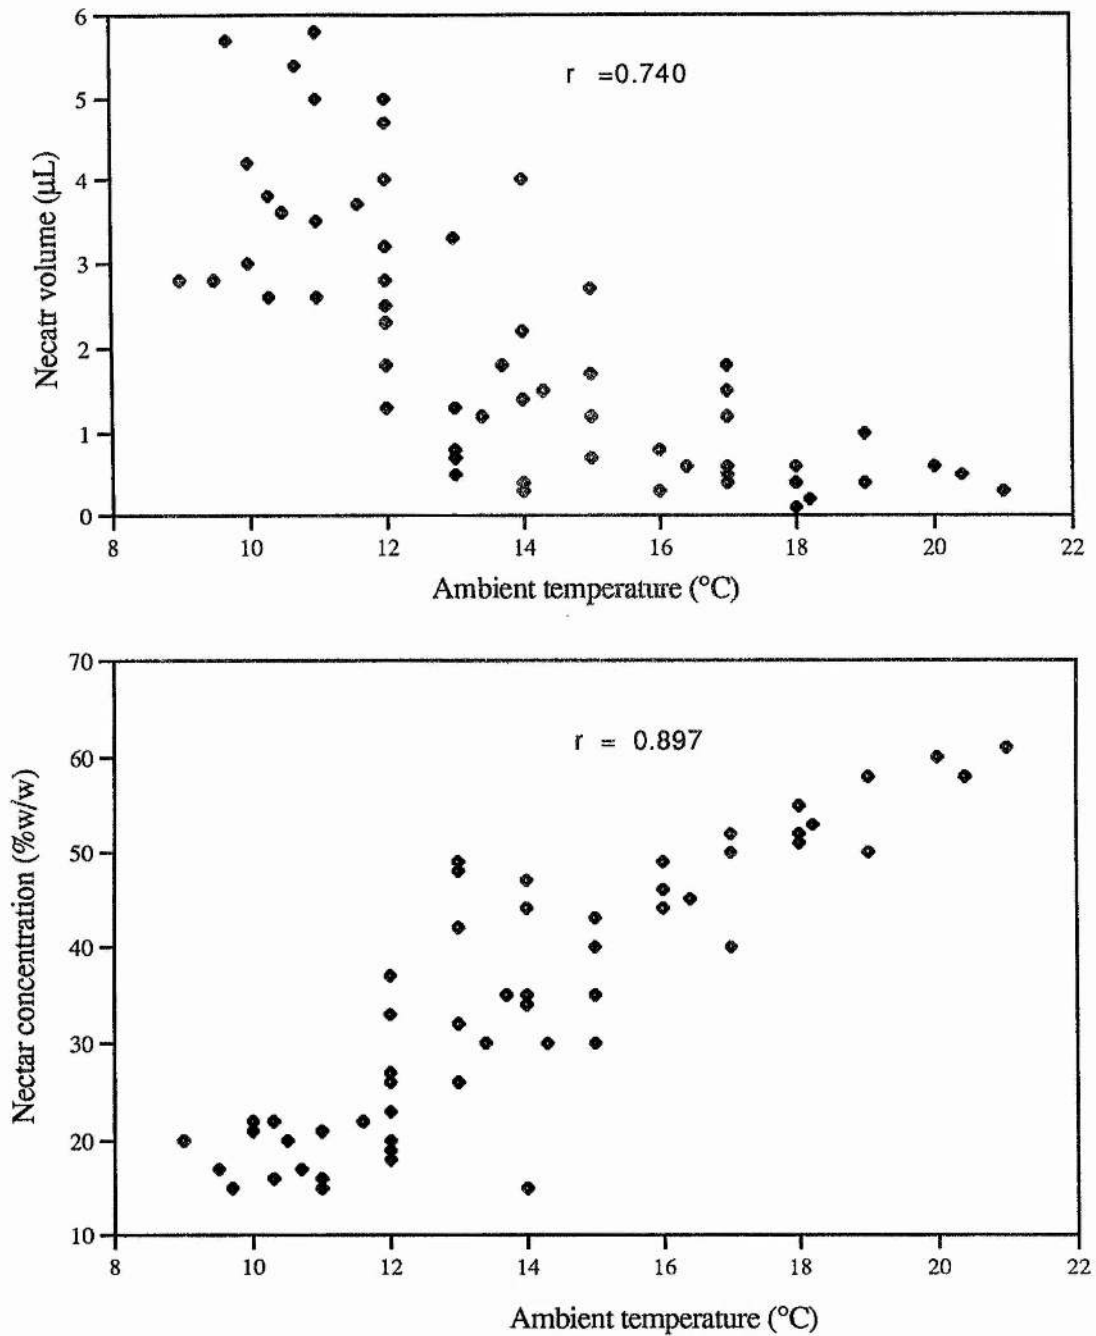 6
r =0.740
5
4
3
2
1
0
Necatr volume (µL)
8 10 12 14 16 18 20 22
Ambient temperature (°C)
70
r = 0.897
60
50
40
30
20
10
Nectar concentration (%w/w)
8 10 12 14 16 18 20 22
Ambient temperature (°C)